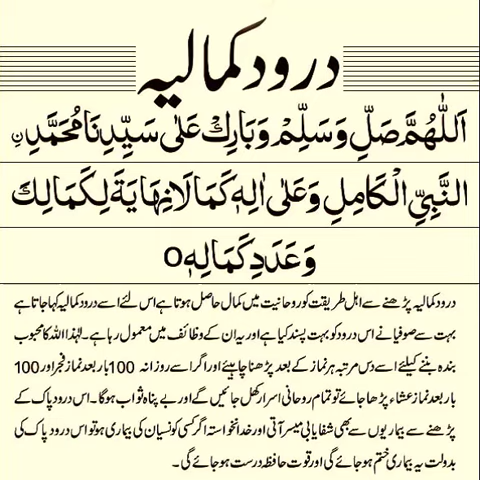 درود کمالیہ
اَللّٰهُمَّ صَلِّ وَسَلِّمْ وَبَارِكْ عَلٰى سَيِّدِنَا مُحَمَّدِ نِ
النَّبِيِّ الْكَامِلِ وَعَلٰى اٰلِهٖ كَمَا لَا نِهَايَةَ لِكَمَالِكَ
وَعَدَدِ كَمَالِهٖ O
درود کمالیہ پڑھنے سے اہل طریقت کو روحانیت میں کمال حاصل ہوتا ہے اس لئے اسے درود کمالیہ کہا جاتا ہے
بہت سے صوفیا نے اس درود کو بہت پسند کیا ہے اور یہ ان کے وظائف میں معمول رہا ہے۔ لہٰذا اللہ کا محبوب
بندہ بننے کیلئے اسے دس مرتبہ ہر نماز کے بعد پڑھنا چاہیئے اور اگر اسے روزانہ 100 بار بعد نماز فجر اور 100
بار بعد نماز عشاء پڑھا جائے تو تمام روحانی اسرار کھل جائیں گے اور بے پناہ ثواب ہوگا۔ اس درود پاک کے
پڑھنے سے بیماریوں سے بھی شفایابی میسر آتی اور خدانخواستہ اگر کسی کو نسیان کی بیماری ہو تو اس درود پاک کی
بدولت یہ بیماری ختم ہو جائے گی اور قوت حافظہ درست ہو جائے گی۔